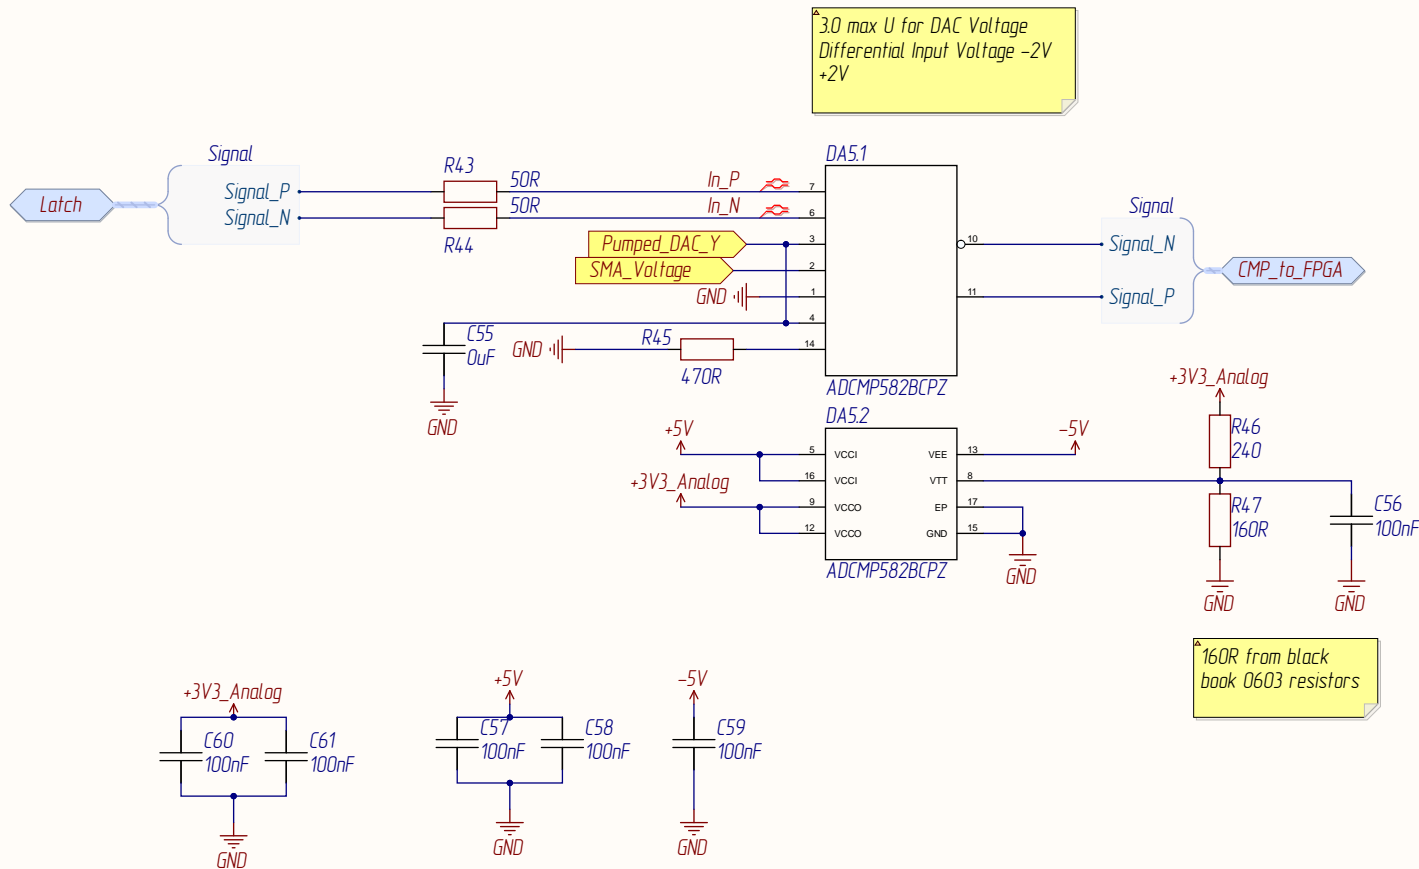 3.0 max U for DAC Voltage
Differential Input Voltage -2V
+2V
Latch
Signal
Signal_P
Signal_N
R43
50R
50R
R44
In_P
In_N
Pumped_DAC_Y
SMA_Voltage
GND
C55
0uF
GND
GND
R45
470R
DA5.1
7
6
3
2
1
4
14
10
11
ADCMP582BCPZ
Signal
Signal_N
Signal_P
CMP_to_FPGA
DA5.2
+5V
+3V3_Analog
5 VCCI
16 VCCI
9 VCCO
12 VCCO
VEE 13
VTT 8
EP 17
GND 15
ADCMP582BCPZ
-5V
GND
+3V3_Analog
R46
240
R47
160R
GND
C56
100nF
GND
160R from black
book 0603 resistors
+3V3_Analog
C60
100nF
C61
100nF
GND
+5V
C57
100nF
C58
100nF
GND
-5V
C59
100nF
GND